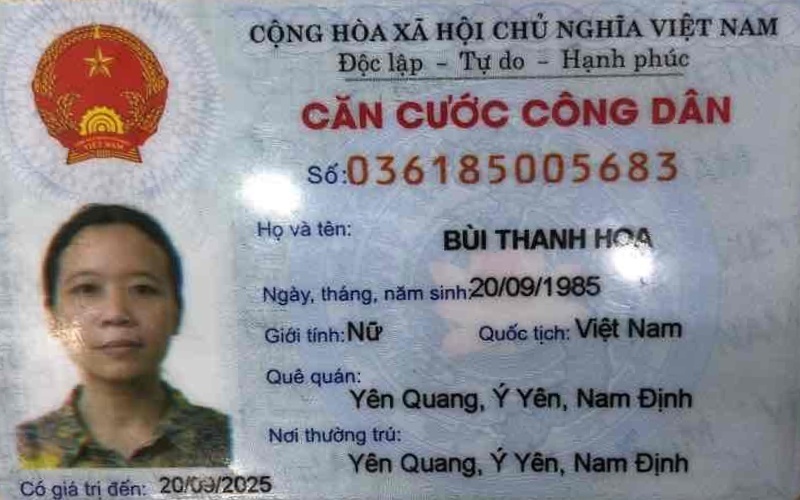 CỘNG HÒA XÃ HỘI CHỦ NGHĨA VIỆT NAM
Độc lập - Tự do - Hạnh phúc
CĂN CƯỚC CÔNG DÂN
Số: 036185005683
Họ và tên: BÙI THANH HOA
Ngày, tháng, năm sinh: 20/09/1985
Giới tính: Nữ Quốc tịch: Việt Nam
Quê quán:
Yên Quang, Ý Yên, Nam Định
Nơi thường trú:
Yên Quang, Ý Yên, Nam Định
Có giá trị đến: 20/09/2025
VIỆT NAM